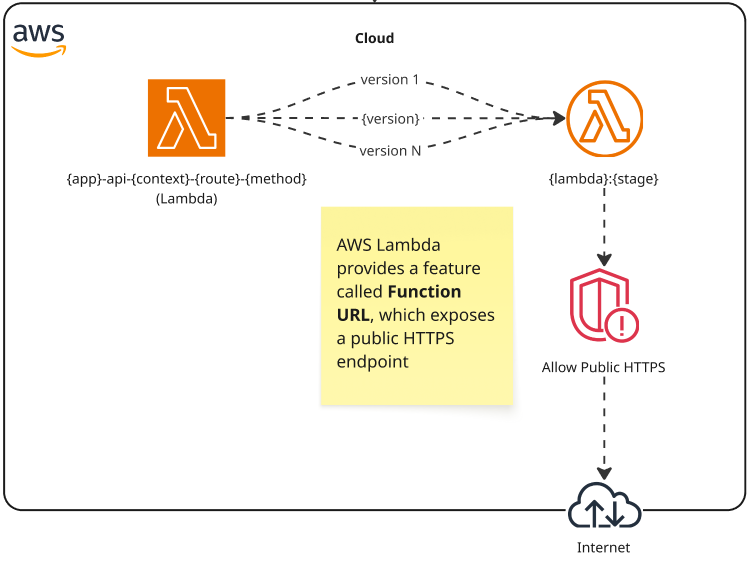 aws
Cloud
version 1
{version}
version N
{app}-api-{context}-{route}-{method}
(Lambda)
{lambda}:{stage}
AWS Lambda
provides a feature
called Function
URL, which exposes
a public HTTPS
endpoint
Allow Public HTTPS
Internet